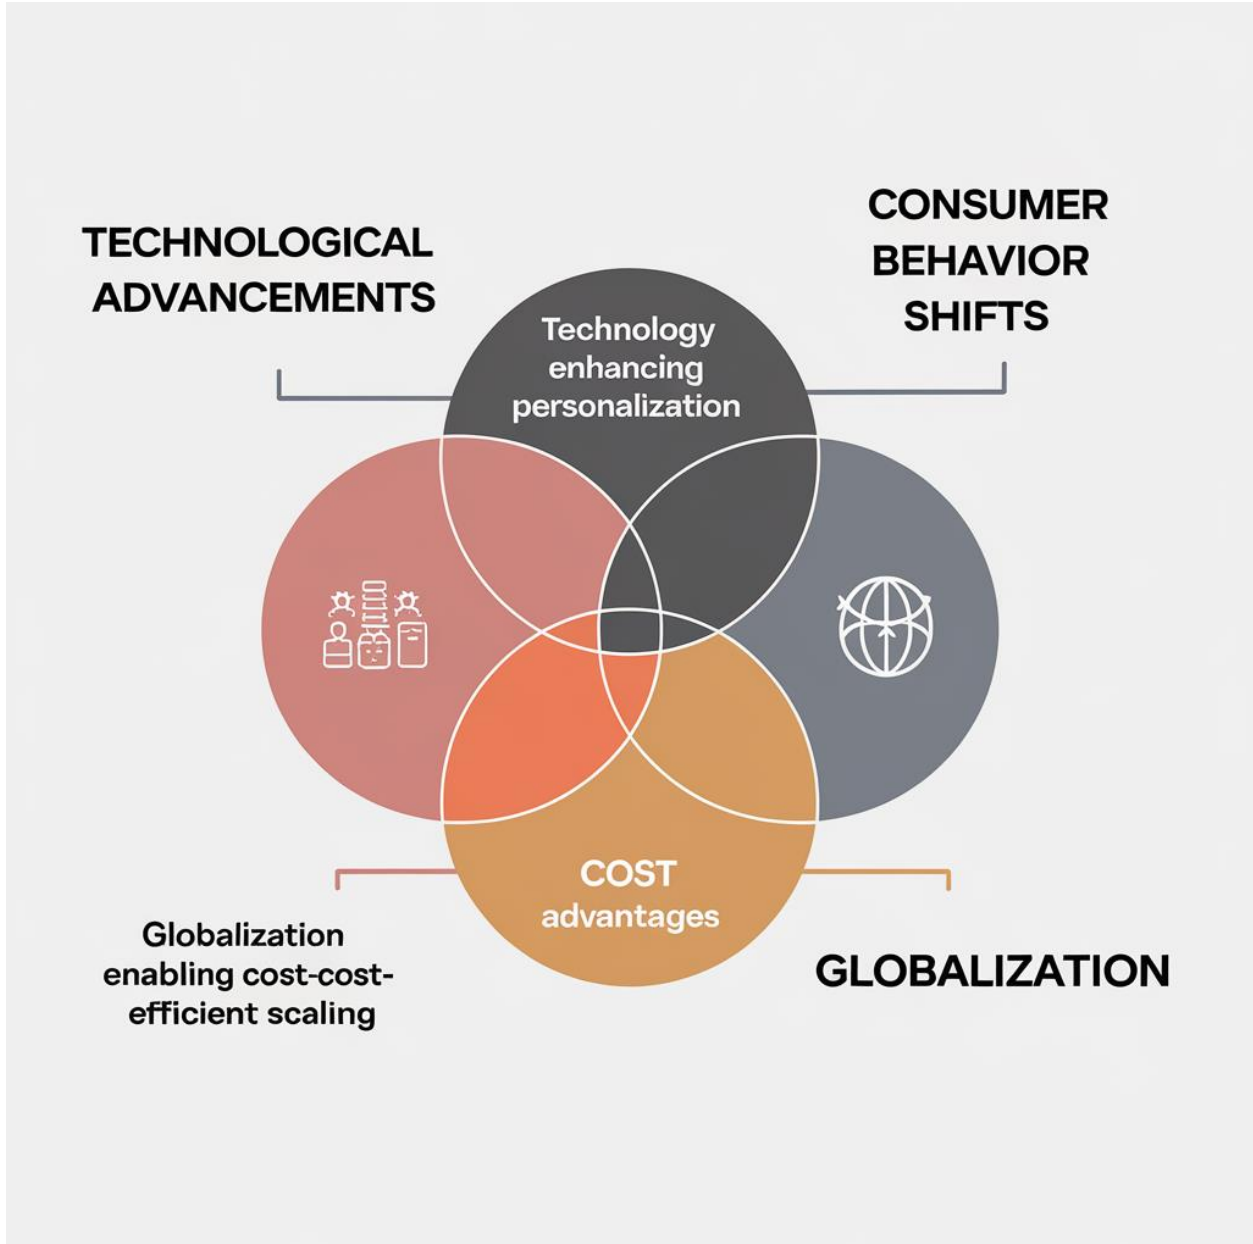 TECHNOLOGICAL
ADVANCEMENTS
CONSUMER
BEHAVIOR
SHIFTS
Technology
enhancing
personalization
COST
advantages
Globalization
enabling cost-cost-
efficient scaling
GLOBALIZATION